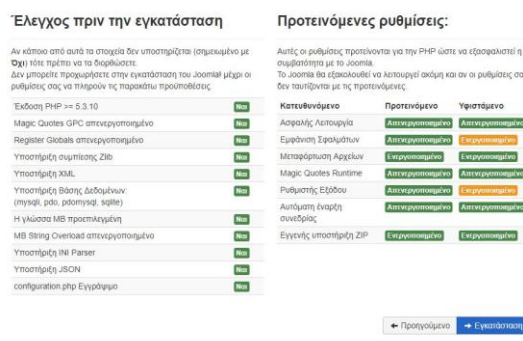 Έλεγχος πριν την εγκατάσταση
Αν κάποιο από αυτά τα στοιχεία δεν υποστηρίζεται (σημειωμένο με
Όχι) τότε πρέπει να τα διορθώσετε.
Δεν μπορείτε προχωρήσετε στην εγκατάσταση του Joomla! μέχρι οι
ρυθμίσεις σας να πληρούν τις παρακάτω προϋποθέσεις.
Έκδοση PHP >= 5.3.10 Ναι
Magic Quotes GPC απενεργοποιημένο Ναι
Register Globals απενεργοποιημένο Ναι
Υποστήριξη συμπίεσης Zlib Ναι
Υποστήριξη XML Ναι
Υποστήριξη Βάσης Δεδομένων: Ναι
(mysqli, pdo, pdomysql, sqlite)
Η γλώσσα MB προεπιλεγμένη Ναι
MB String Overload απενεργοποιημένο Ναι
Υποστήριξη INI Parser Ναι
Υποστήριξη JSON Ναι
configuration.php Εγγράψιμο Ναι
Προτεινόμενες ρυθμίσεις:
Αυτές οι ρυθμίσεις προτείνονται για την PHP ώστε να εξασφαλιστεί η
συμβατότητα με το Joomla.
Το Joomla θα εξακολουθεί να λειτουργεί ακόμη και αν οι ρυθμίσεις σας
δεν ταυτίζονται με τις προτεινόμενες.
Κατευθυνόμενο Προτεινόμενο Υφιστάμενο
Ασφαλής Λειτουργία Απενεργοποιημένο Απενεργοποιημένο
Εμφάνιση Σφαλμάτων Απενεργοποιημένο Ενεργοποιημένο
Μεταφόρτωση Αρχείων Ενεργοποιημένο Ενεργοποιημένο
Magic Quotes Runtime Απενεργοποιημένο Απενεργοποιημένο
Ρυθμιστής Εξόδου Απενεργοποιημένο Ενεργοποιημένο
Αυτόματη έναρξη Απενεργοποιημένο Απενεργοποιημένο
συνεδρίας
Εγγενής υποστήριξη ZIP Ενεργοποιημένο Ενεργοποιημένο
Προηγούμενο Εγκατάσταση